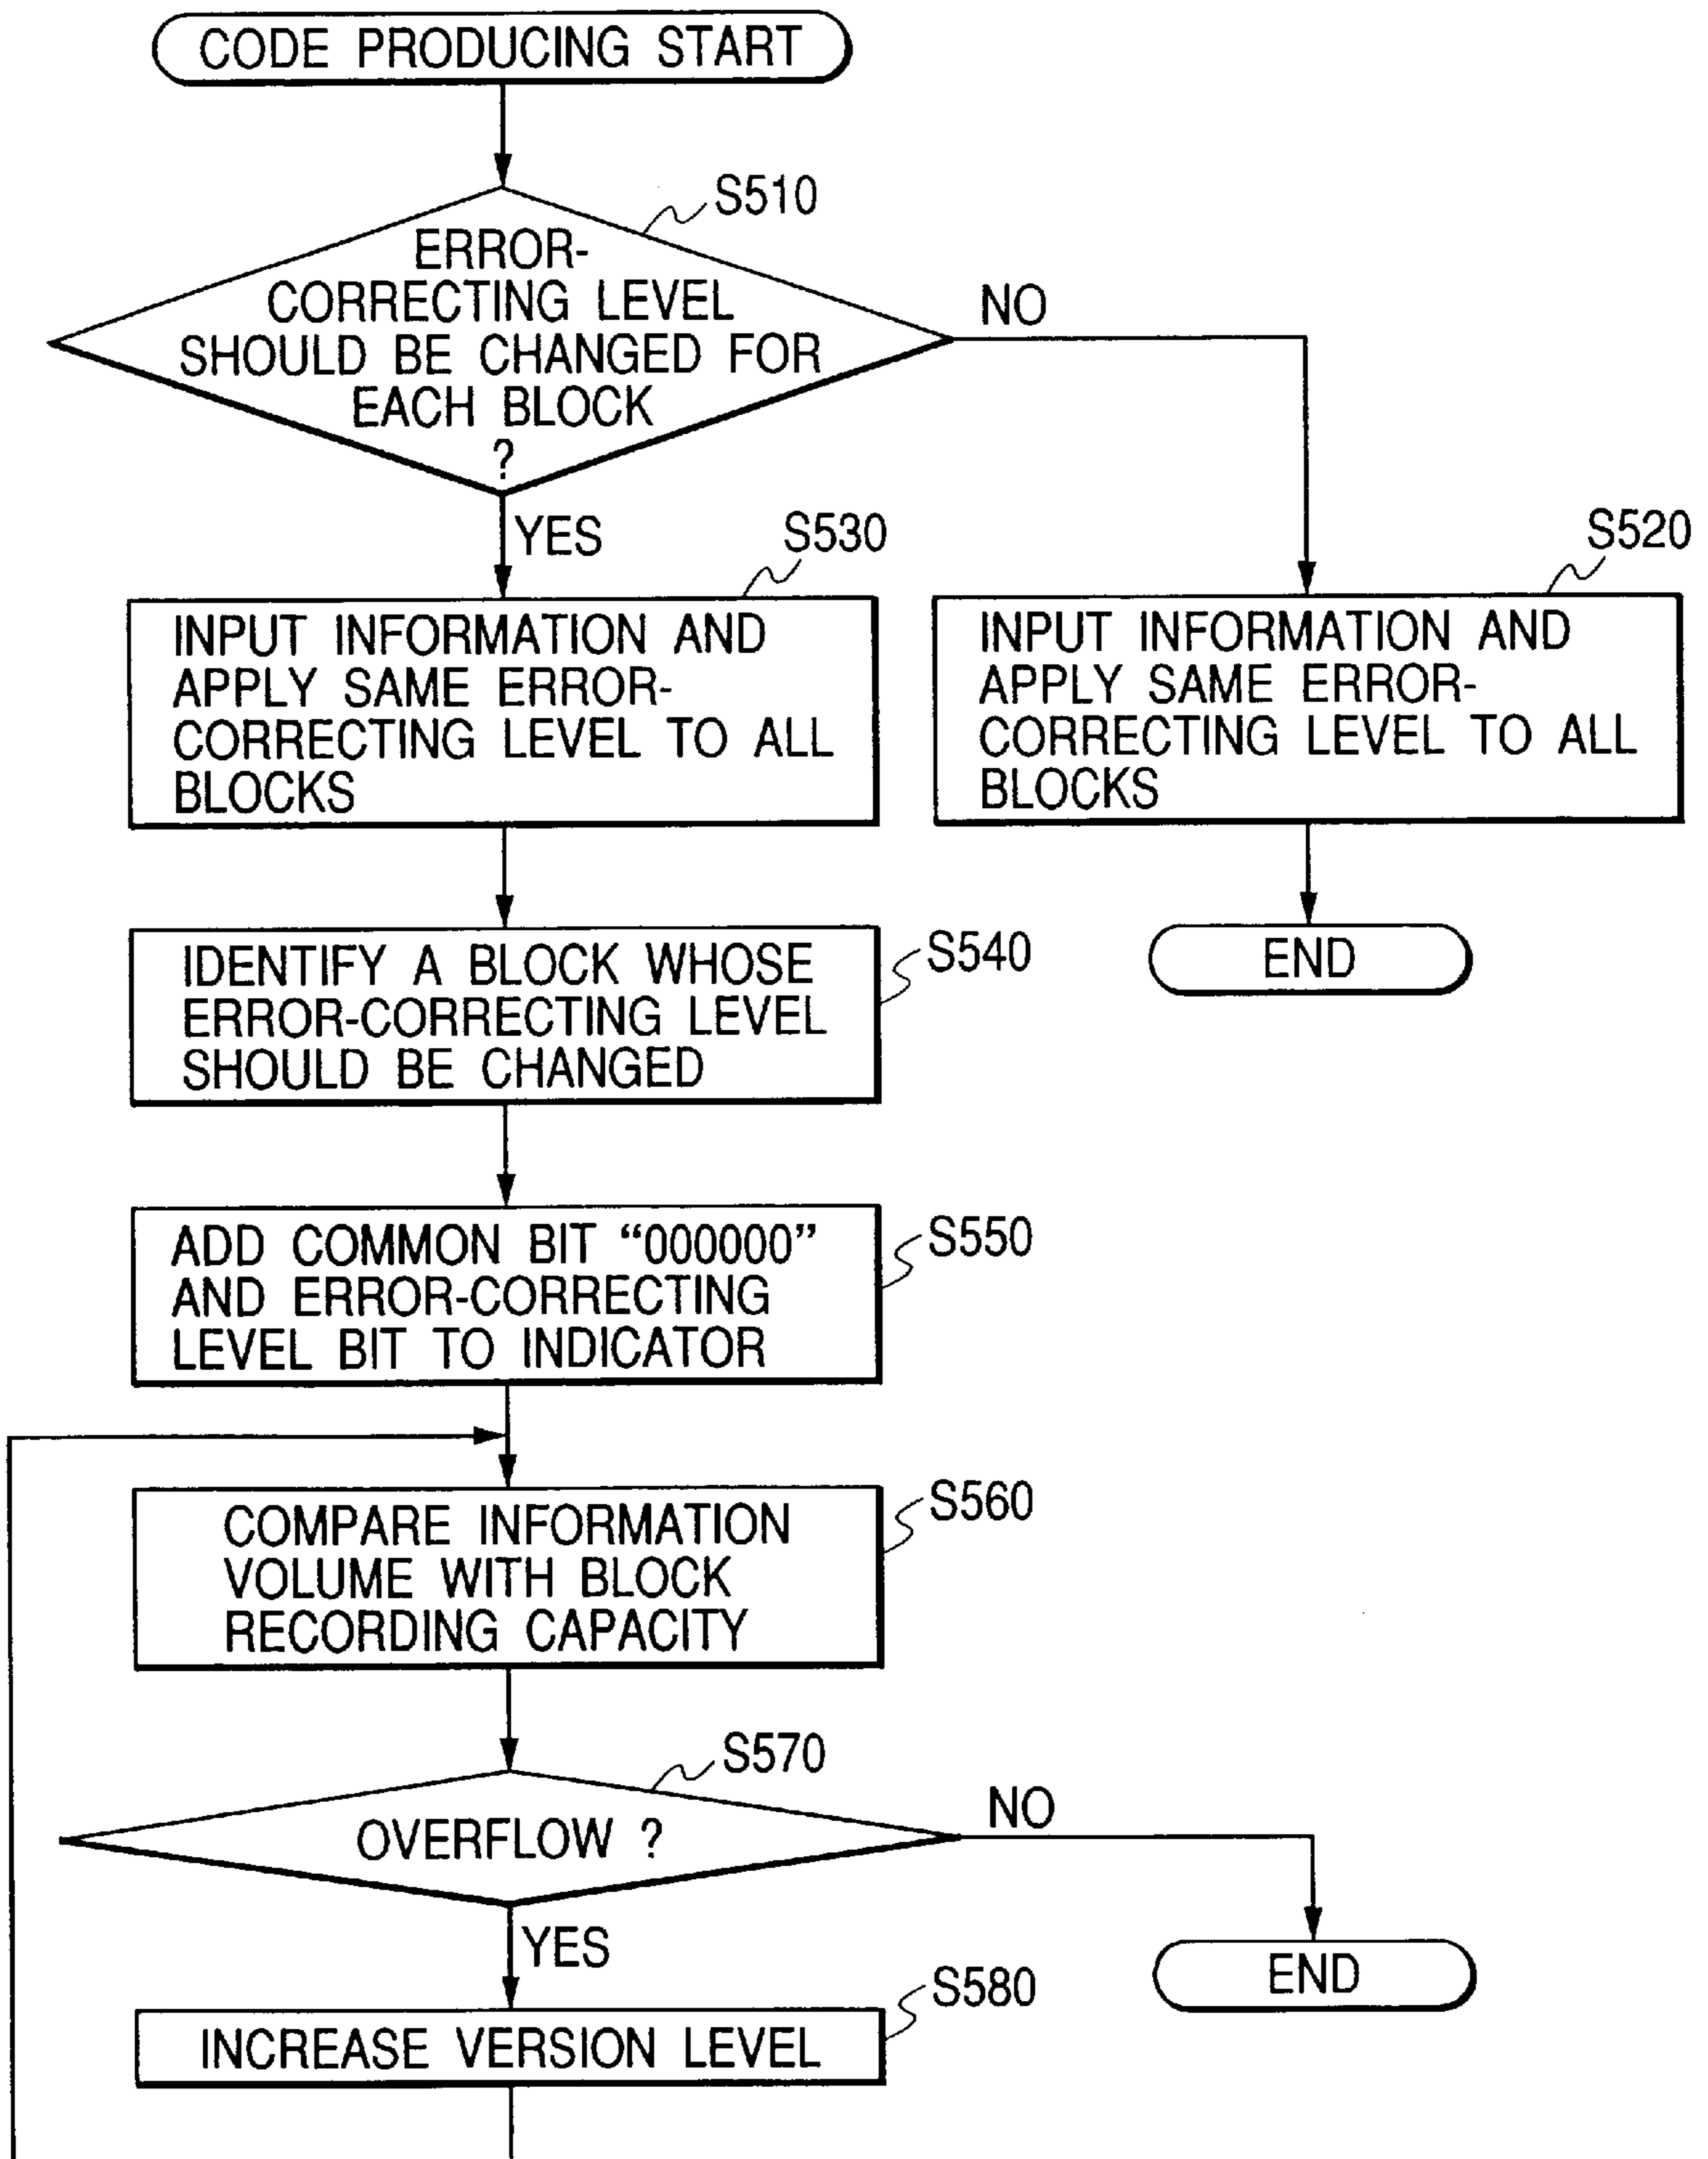 CODE PRODUCING START
S510
ERROR-
CORRECTING LEVEL
SHOULD BE CHANGED FOR
EACH BLOCK
?
NO
YES
S530
S520
INPUT INFORMATION AND
APPLY SAME ERROR-
CORRECTING LEVEL TO ALL
BLOCKS
INPUT INFORMATION AND
APPLY SAME ERROR-
CORRECTING LEVEL TO ALL
BLOCKS
IDENTIFY A BLOCK WHOSE
ERROR-CORRECTING LEVEL
SHOULD BE CHANGED
S540
END
ADD COMMON BIT “000000”
AND ERROR-CORRECTING
LEVEL BIT TO INDICATOR
S550
COMPARE INFORMATION
VOLUME WITH BLOCK
RECORDING CAPACITY
S560
S570
OVERFLOW ?
NO
YES
END
S580
INCREASE VERSION LEVEL